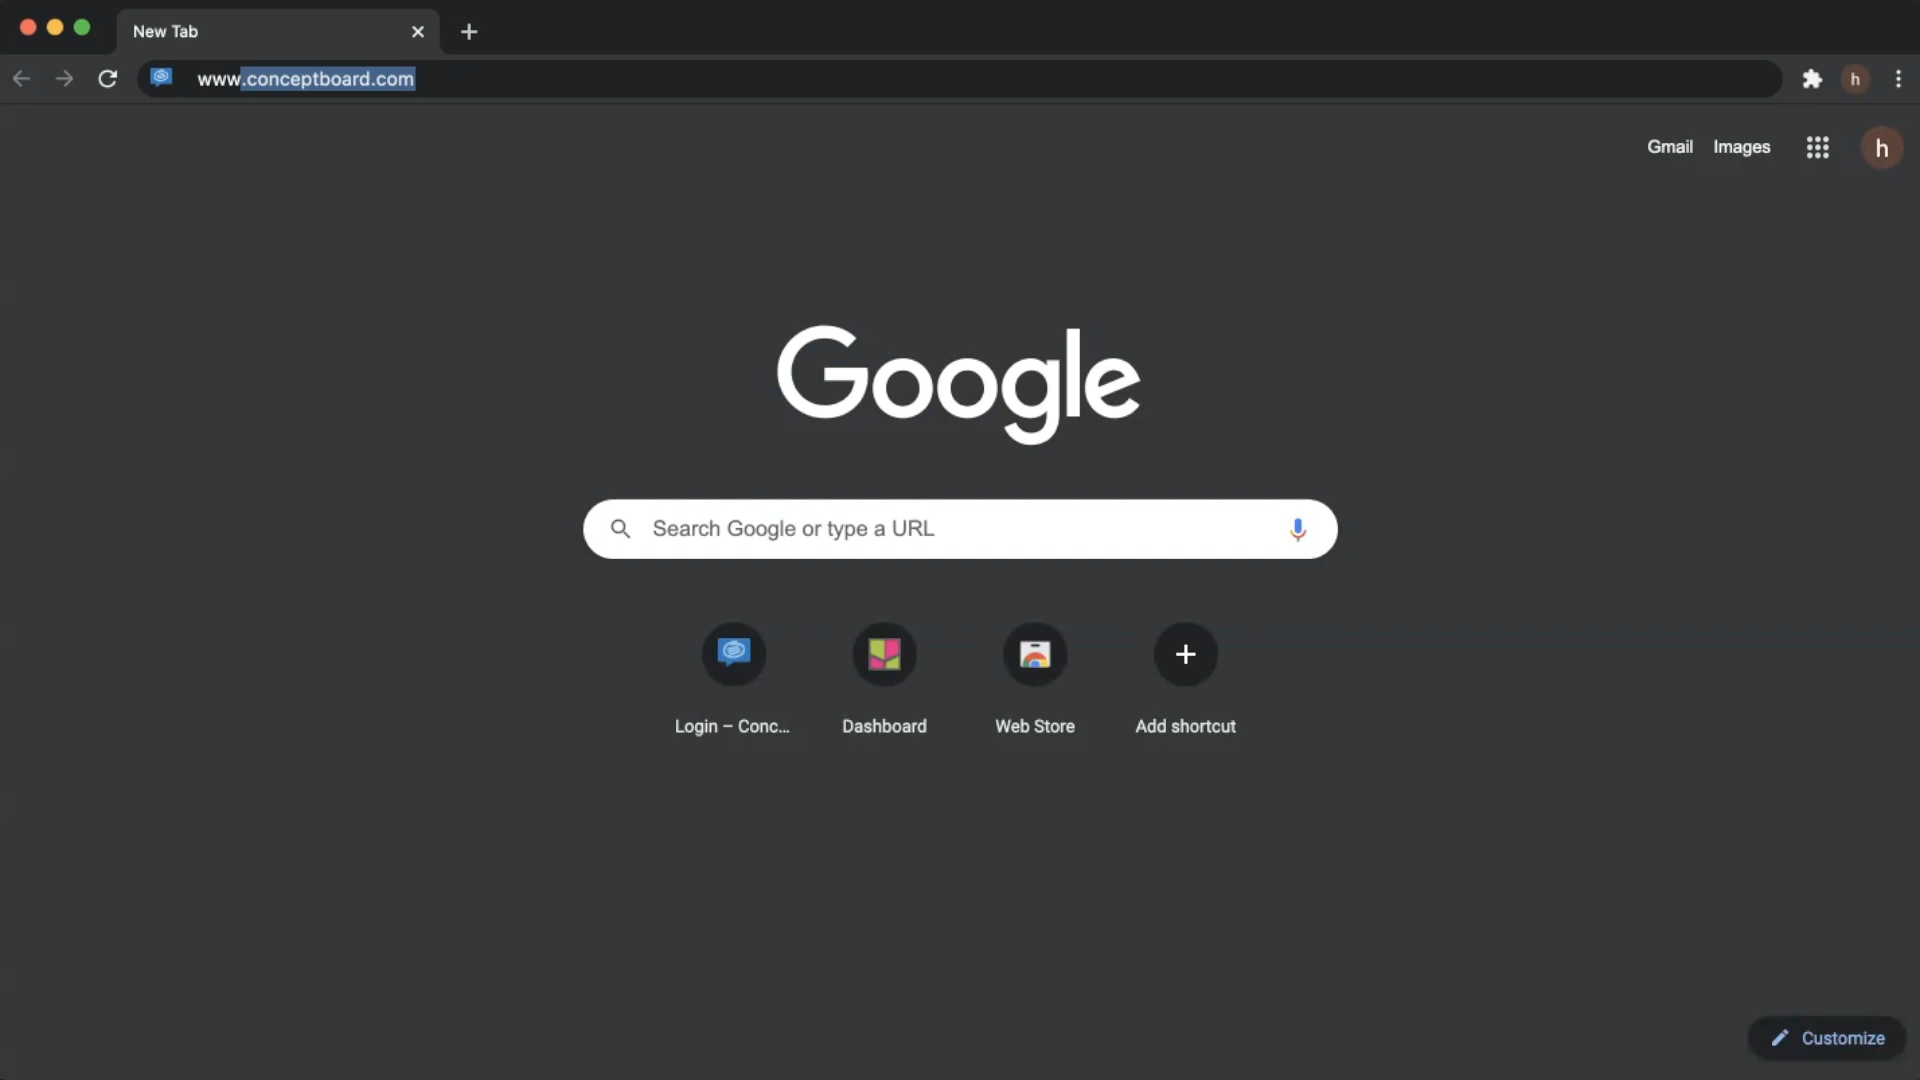 New Tab
www.conceptboard.com
h
Gmail Images
h
Google
Search Google or type a URL
Login – Conc...
Dashboard
Web Store
Add shortcut
Customize